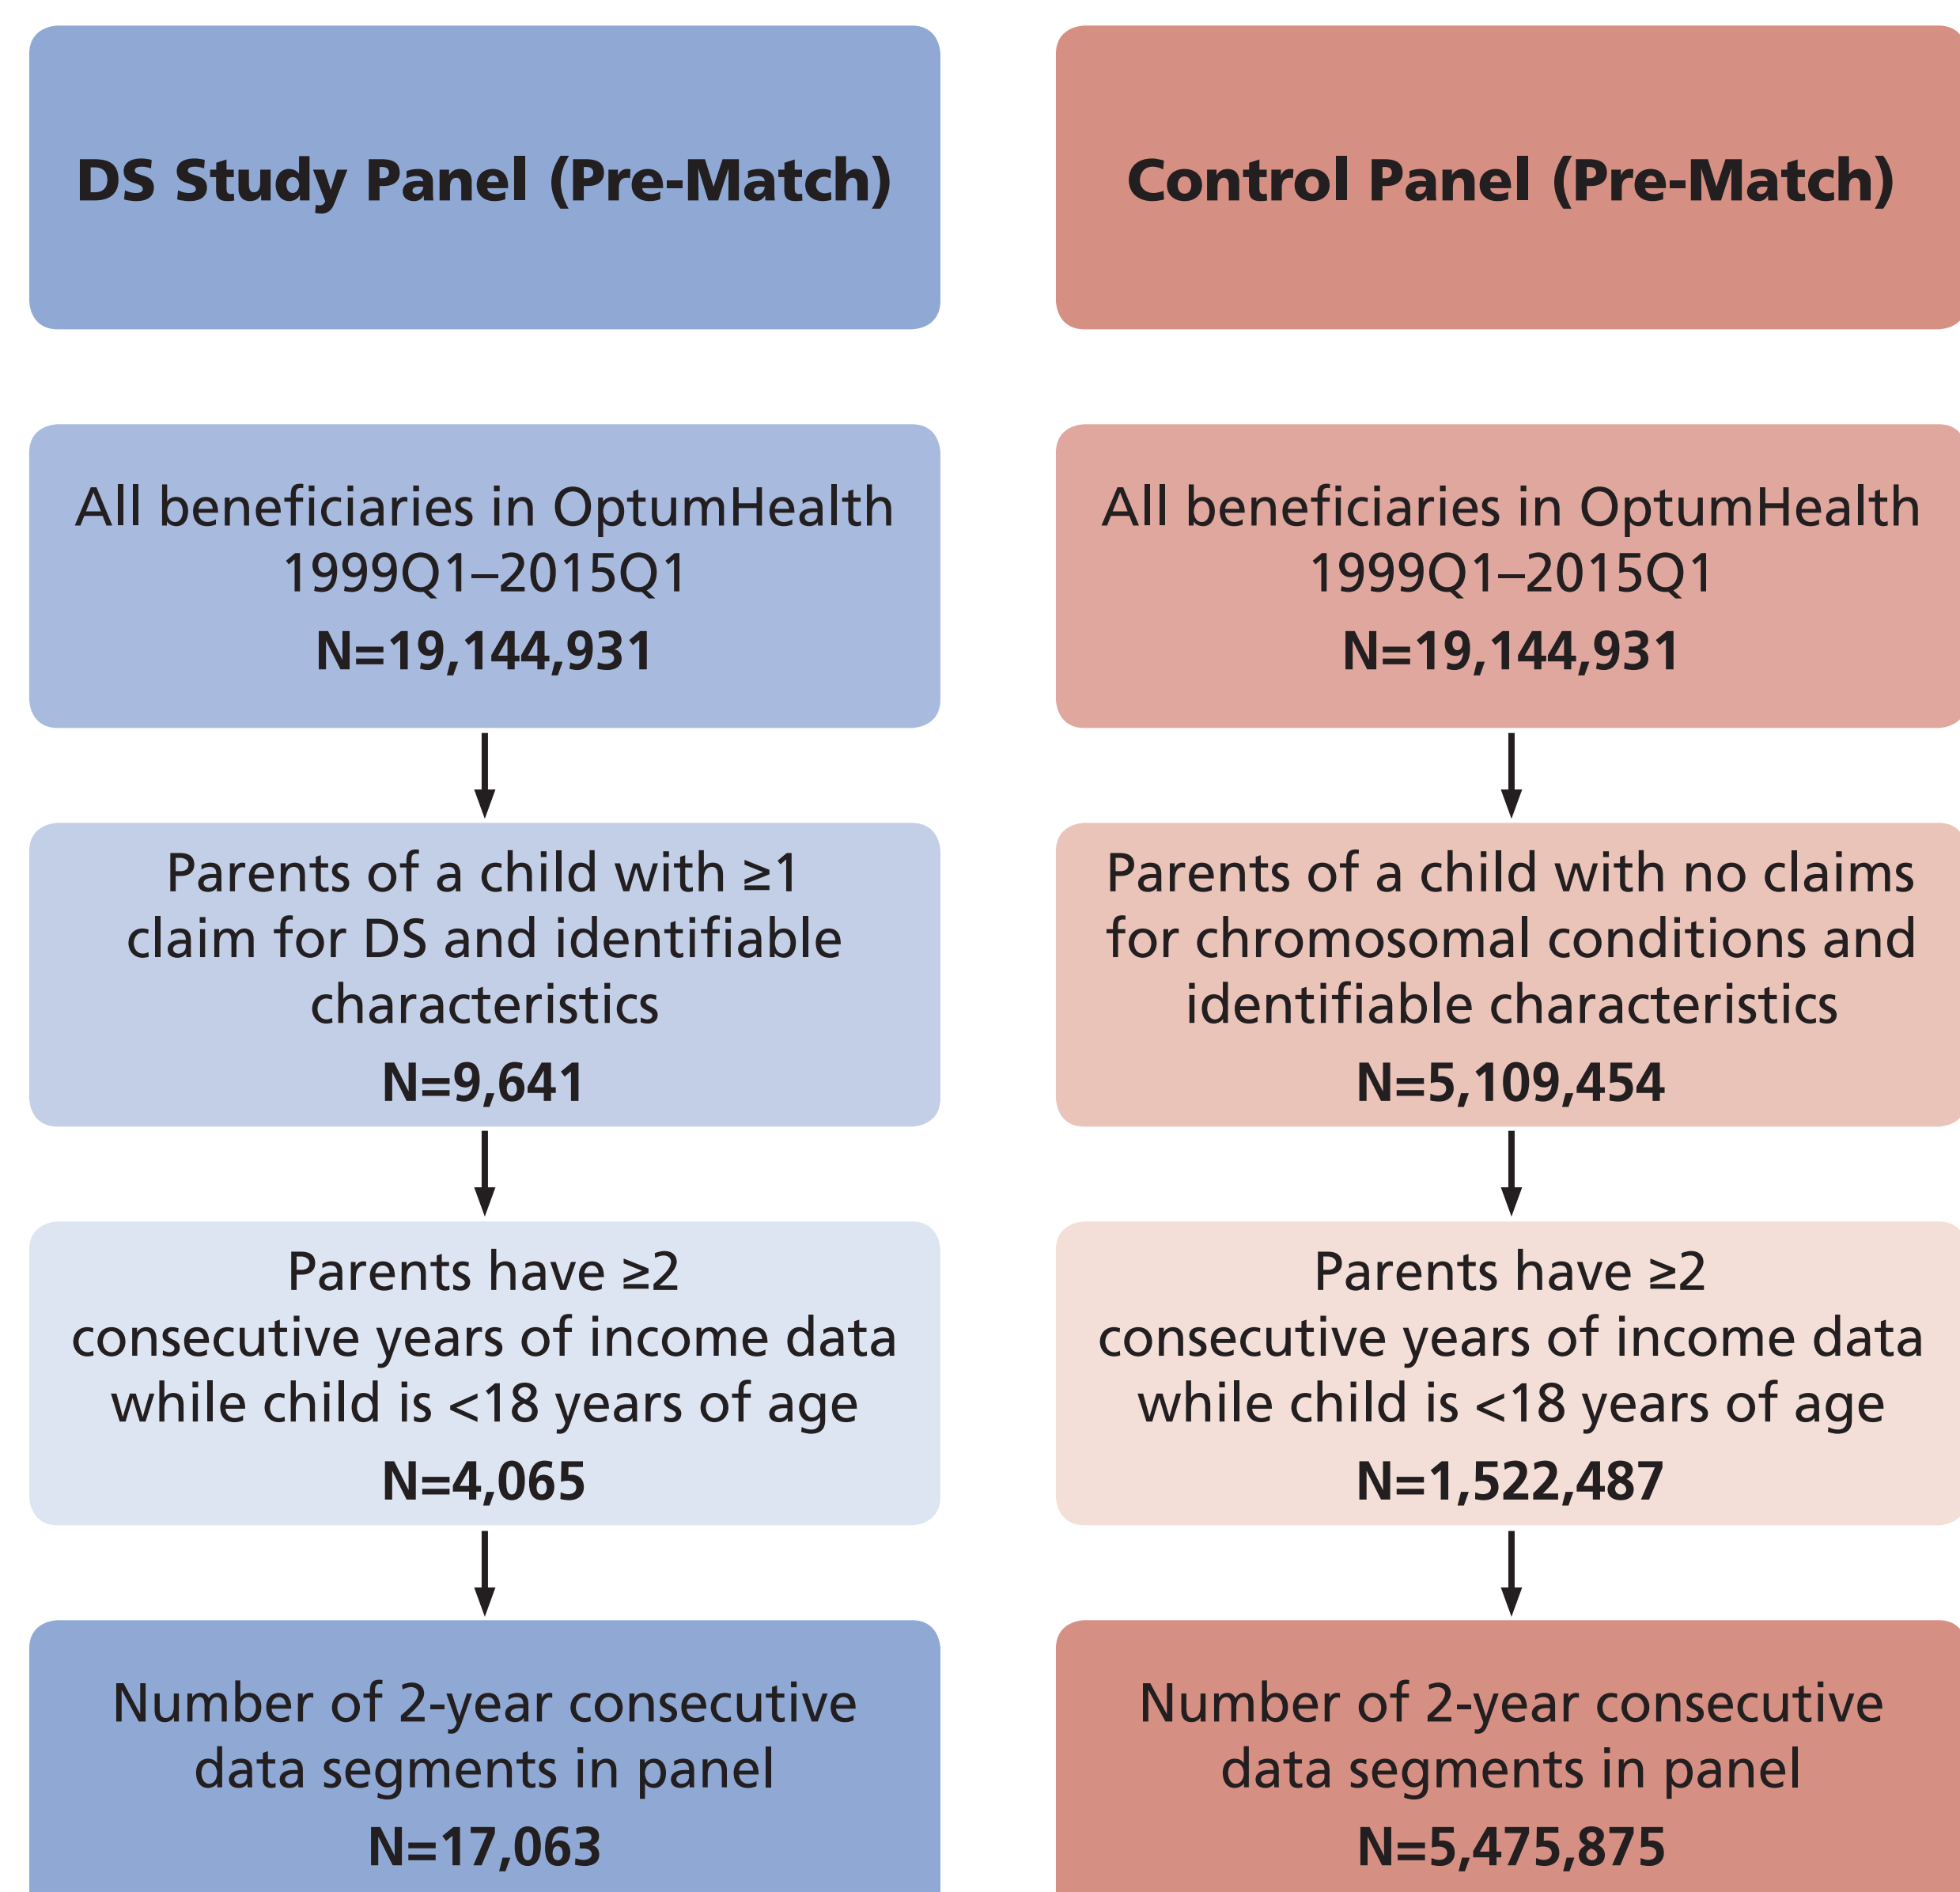 DS Study Panel (Pre-Match)
All beneficiaries in OptumHealth
1999Q1–2015Q1
N=19,144,931
Parents of a child with ≥1
claim for DS and identifiable
characteristics
N=9,641
Parents have ≥2
consecutive years of income data
while child is <18 years of age
N=4,065
Number of 2-year consecutive
data segments in panel
N=17,063
Control Panel (Pre-Match)
All beneficiaries in OptumHealth
1999Q1–2015Q1
N=19,144,931
Parents of a child with no claims
for chromosomal conditions and
identifiable characteristics
N=5,109,454
Parents have ≥2
consecutive years of income data
while child is <18 years of age
N=1,522,487
Number of 2-year consecutive
data segments in panel
N=5,475,875